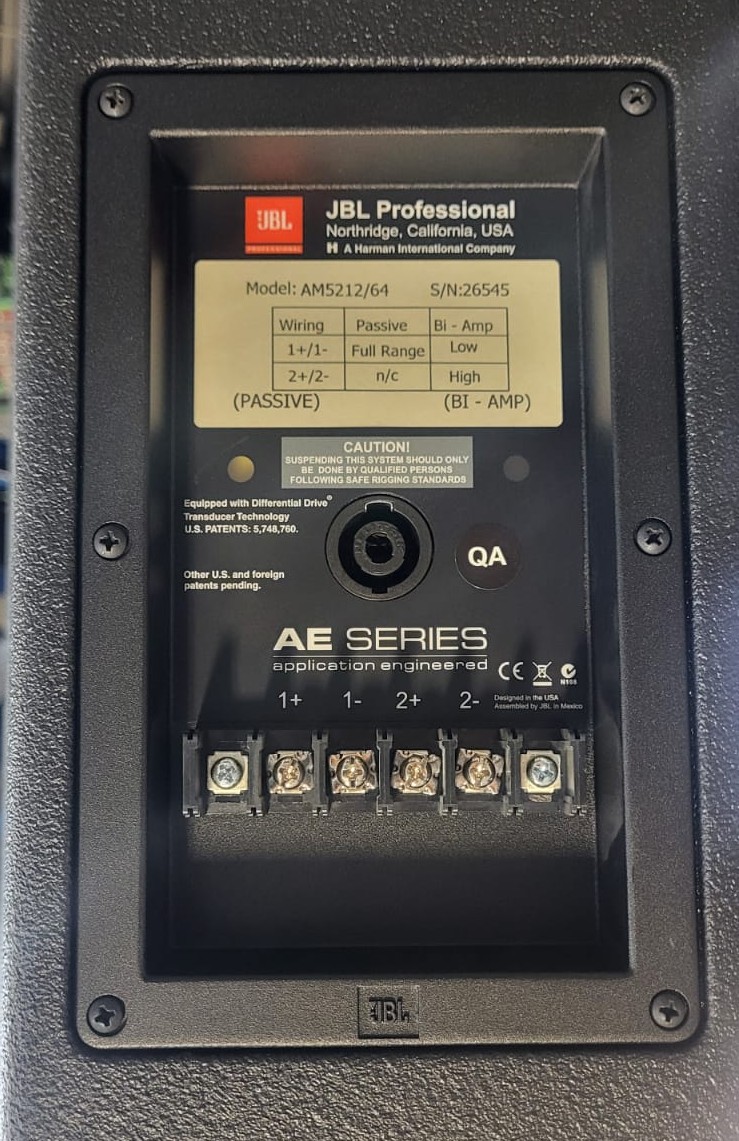 JBL
PROFESSIONAL
JBL Professional
Northridge, California, USA
H A Harman International Company
Model: AM5212/64 S/N:26545
Wiring Passive Bi - Amp
1+/1- Full Range Low
2+/2- n/c High
(PASSIVE) (BI - AMP)
CAUTION!
SUSPENDING THIS SYSTEM SHOULD ONLY
BE DONE BY QUALIFIED PERSONS
FOLLOWING SAFE RIGGING STANDARDS
Equipped with Differential Drive®
Transducer Technology
U.S. PATENTS: 5,748,760.
Other U.S. and foreign
patents pending.
QA
AE SERIES
application engineered
CE
N108
1+ 1- 2+ 2-
Designed in the USA
Assembled by JBL in Mexico
JBL